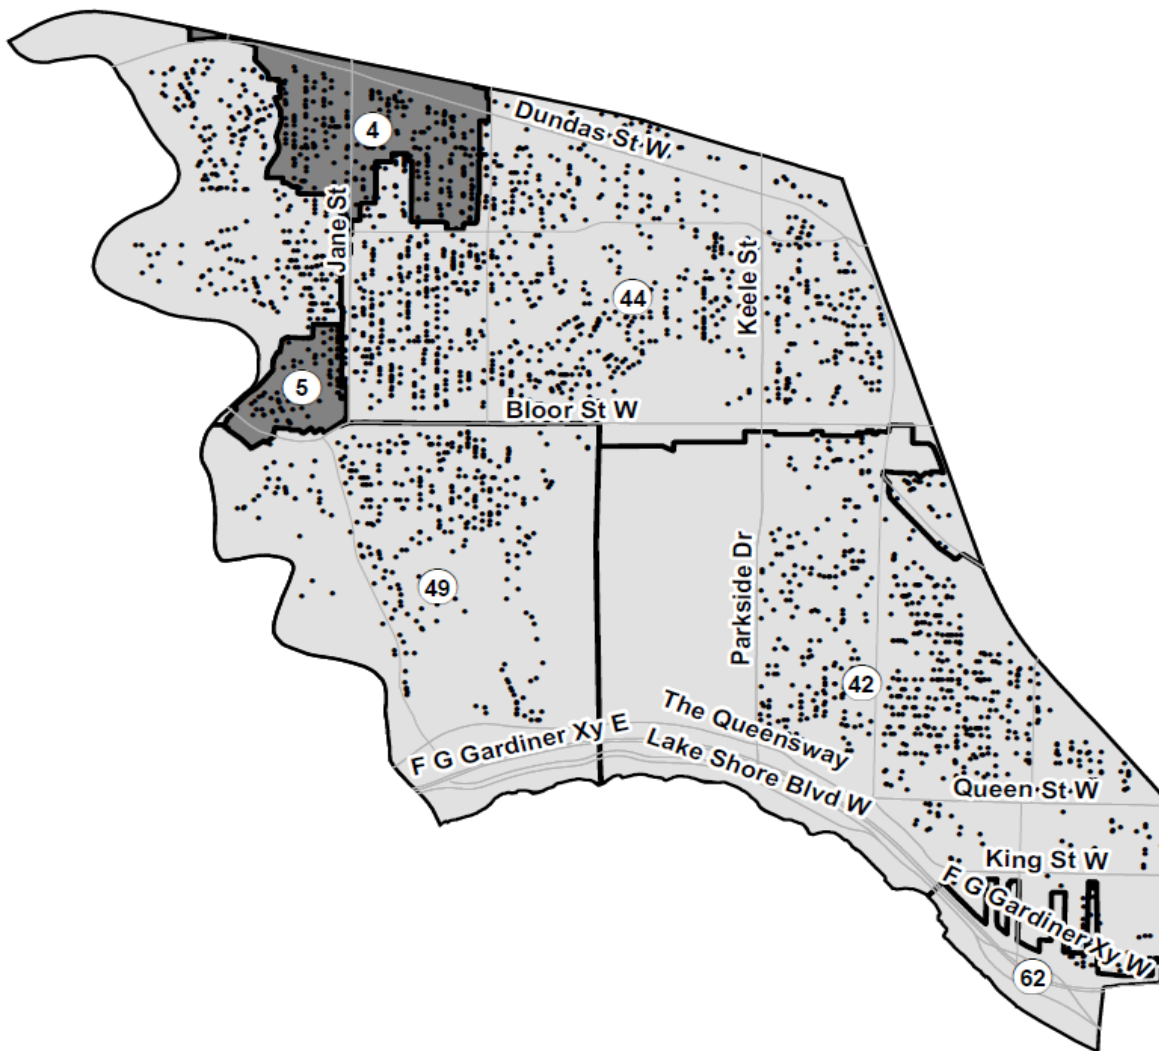 Dundas St W
4
Jane St
44
Keele St
5
Bloor St W
49
Parkside Dr
42
The Queensway
F G Gardiner Xy E
Lake Shore Blvd W
Queen St W
King St W
F G Gardiner Xy W
62